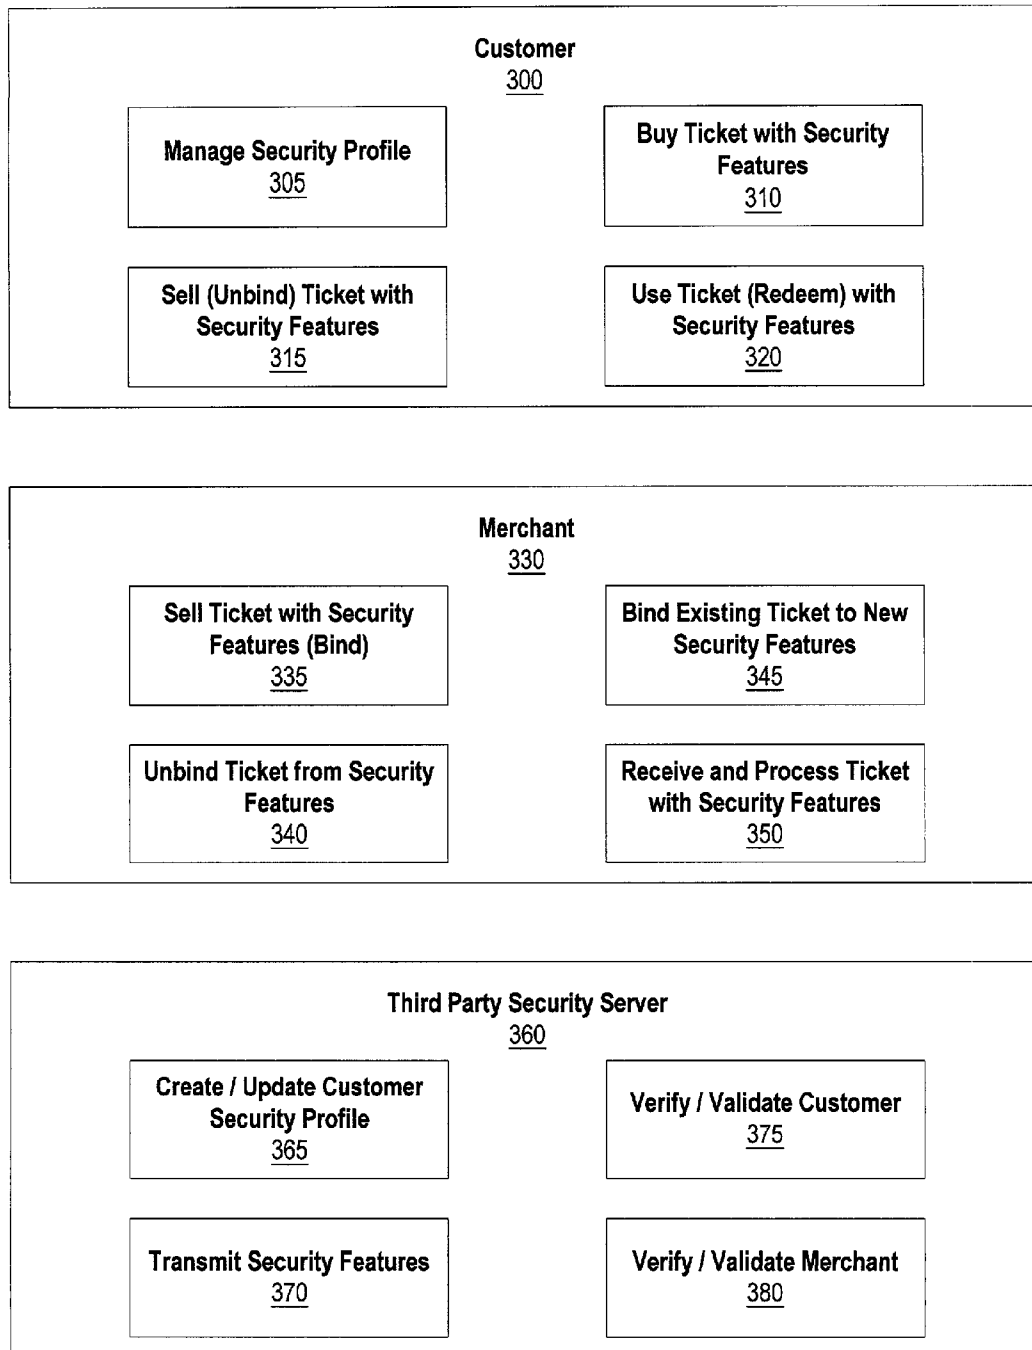 Customer
300
Manage Security Profile
305
Buy Ticket with Security
Features
310
Sell (Unbind) Ticket with
Security Features
315
Use Ticket (Redeem) with
Security Features
320
Merchant
330
Sell Ticket with Security
Features (Bind)
335
Bind Existing Ticket to New
Security Features
345
Unbind Ticket from Security
Features
340
Receive and Process Ticket
with Security Features
350
Third Party Security Server
360
Create / Update Customer
Security Profile
365
Verify / Validate Customer
375
Transmit Security Features
370
Verify / Validate Merchant
380